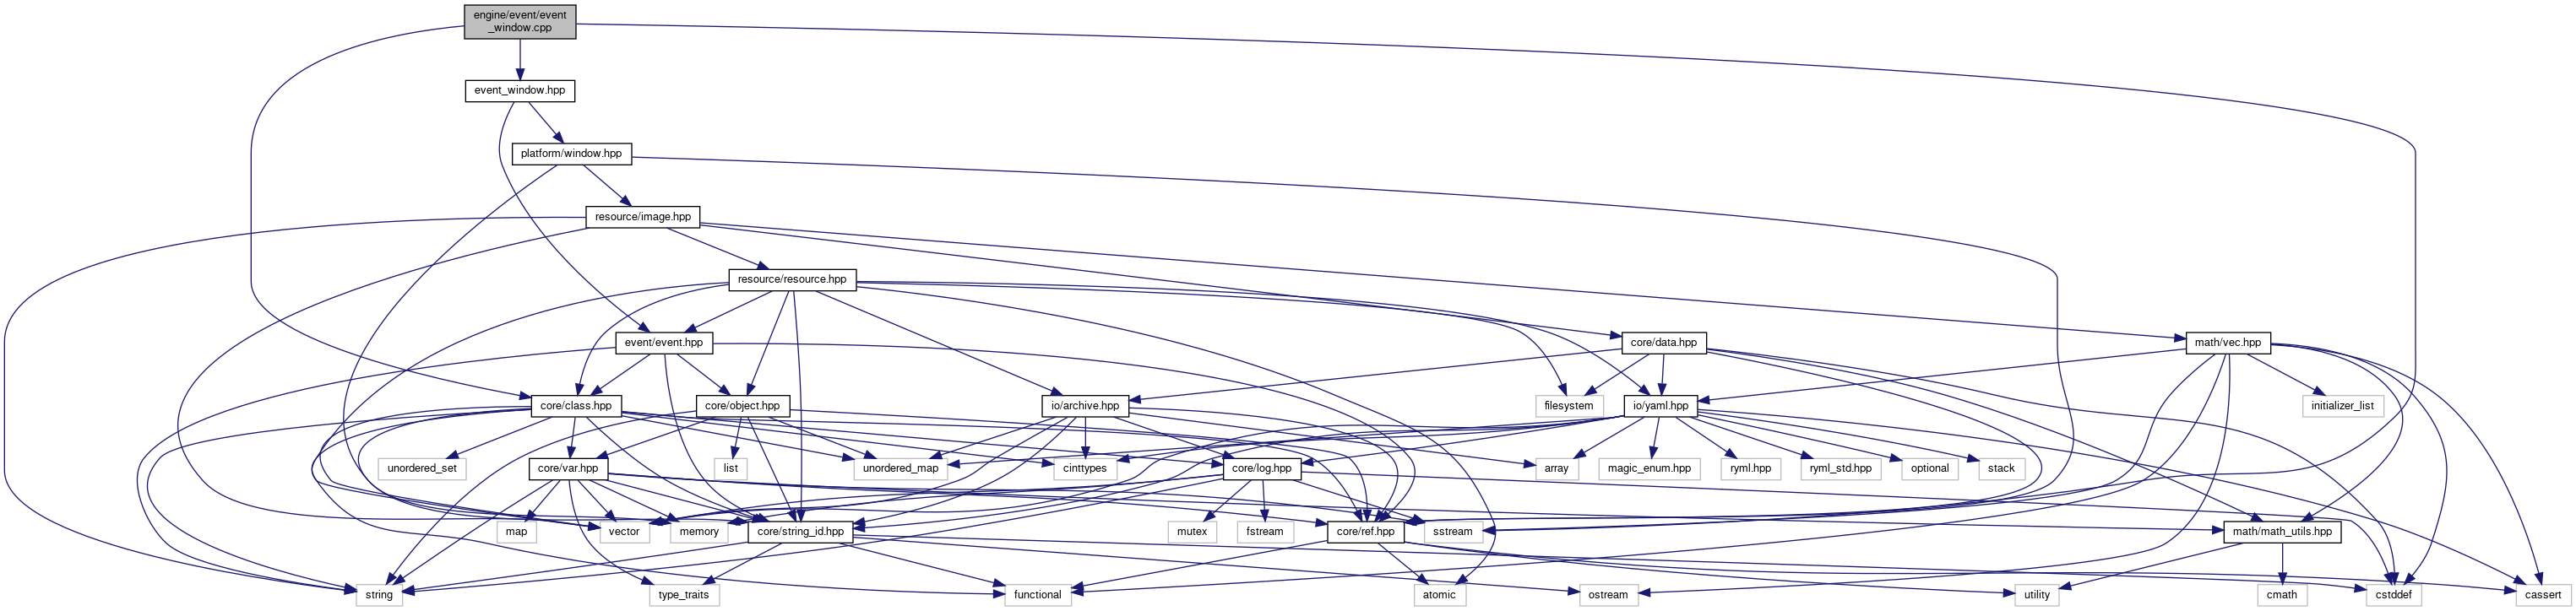 engine/event/event
_window.cpp
event_window.hpp
platform/window.hpp
resource/image.hpp
resource/resource.hpp
event/event.hpp
core/data.hpp
math/vec.hpp
core/class.hpp
core/object.hpp
io/archive.hpp
filesystem
io/yaml.hpp
initializer_list
unordered_set
core/var.hpp
list
unordered_map
cinttypes
core/log.hpp
array
magic_enum.hpp
ryml.hpp
ryml_std.hpp
optional
stack
map
vector
memory
core/string_id.hpp
mutex
fstream
core/ref.hpp
sstream
math/math_utils.hpp
string
type_traits
functional
atomic
ostream
utility
cmath
cstddef
cassert